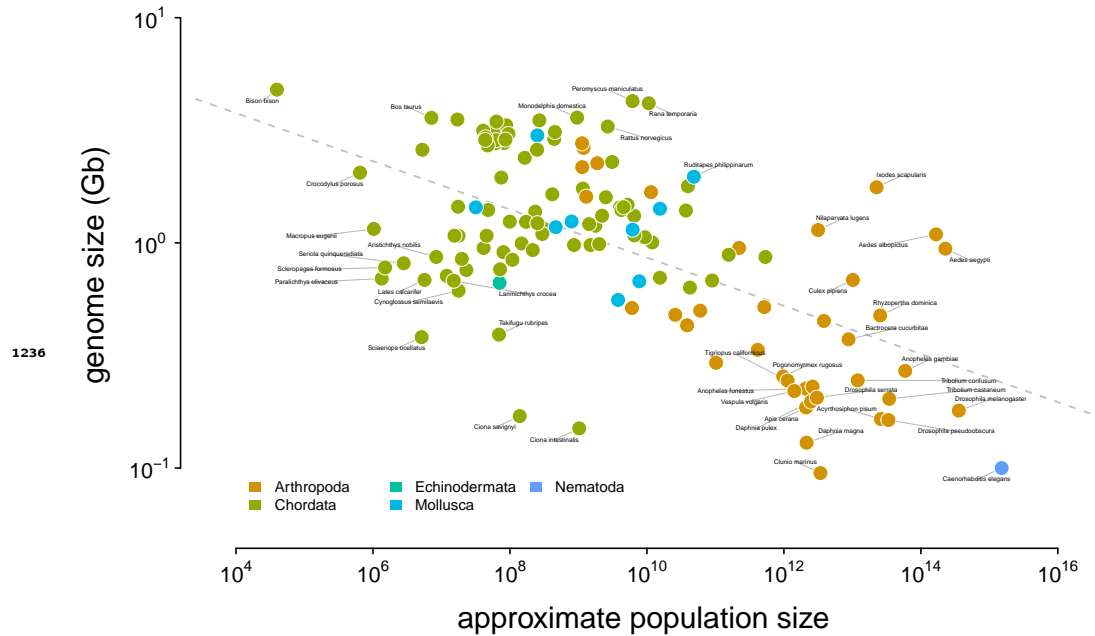 10^1
Peromyscus maniculatus
Bison bison
Bos taurus
Monodelphis domestica
Rana temporaria
Rattus norvegicus
Ruditapes philippinarum
Ixodes scapularis
Crocodylus porosus
Nilaparvata lugens
Macropus eugenii
Aristichthys nobilis
Aedes albopictus
Seriola quinqueradiata
Aedes aegypti
Scleropages formosus
Paralichthys olivaceus
Lates calcarifer
Larimichthys crocea
Culex pipiens
Cynoglossus semilaevis
Rhyzopertha dominica
Takifugu rubripes
Bactrocera cucurbitae
Sciaenops ocellatus
Tigriopus californicus
Anopheles gambiae
Pogonomyrmex rugosus
Tribolium confusum
Anopheles funestus
Drosophila serrata
Tribolium castaneum
Vespula vulgaris
Drosophila melanogaster
Acyrthosiphon pisum
Apis cerana
Daphnia pulex
Ciona savignyi
Daphnia magna
Drosophila pseudoobscura
Ciona intestinalis
Clunio marinus
Caenorhabditis elegans
10^0
10^−1
genome size (Gb)
1236
Arthropoda
Chordata
Echinodermata
Mollusca
Nematoda
10^4 10^6 10^8 10^10 10^12 10^14 10^16
approximate population size